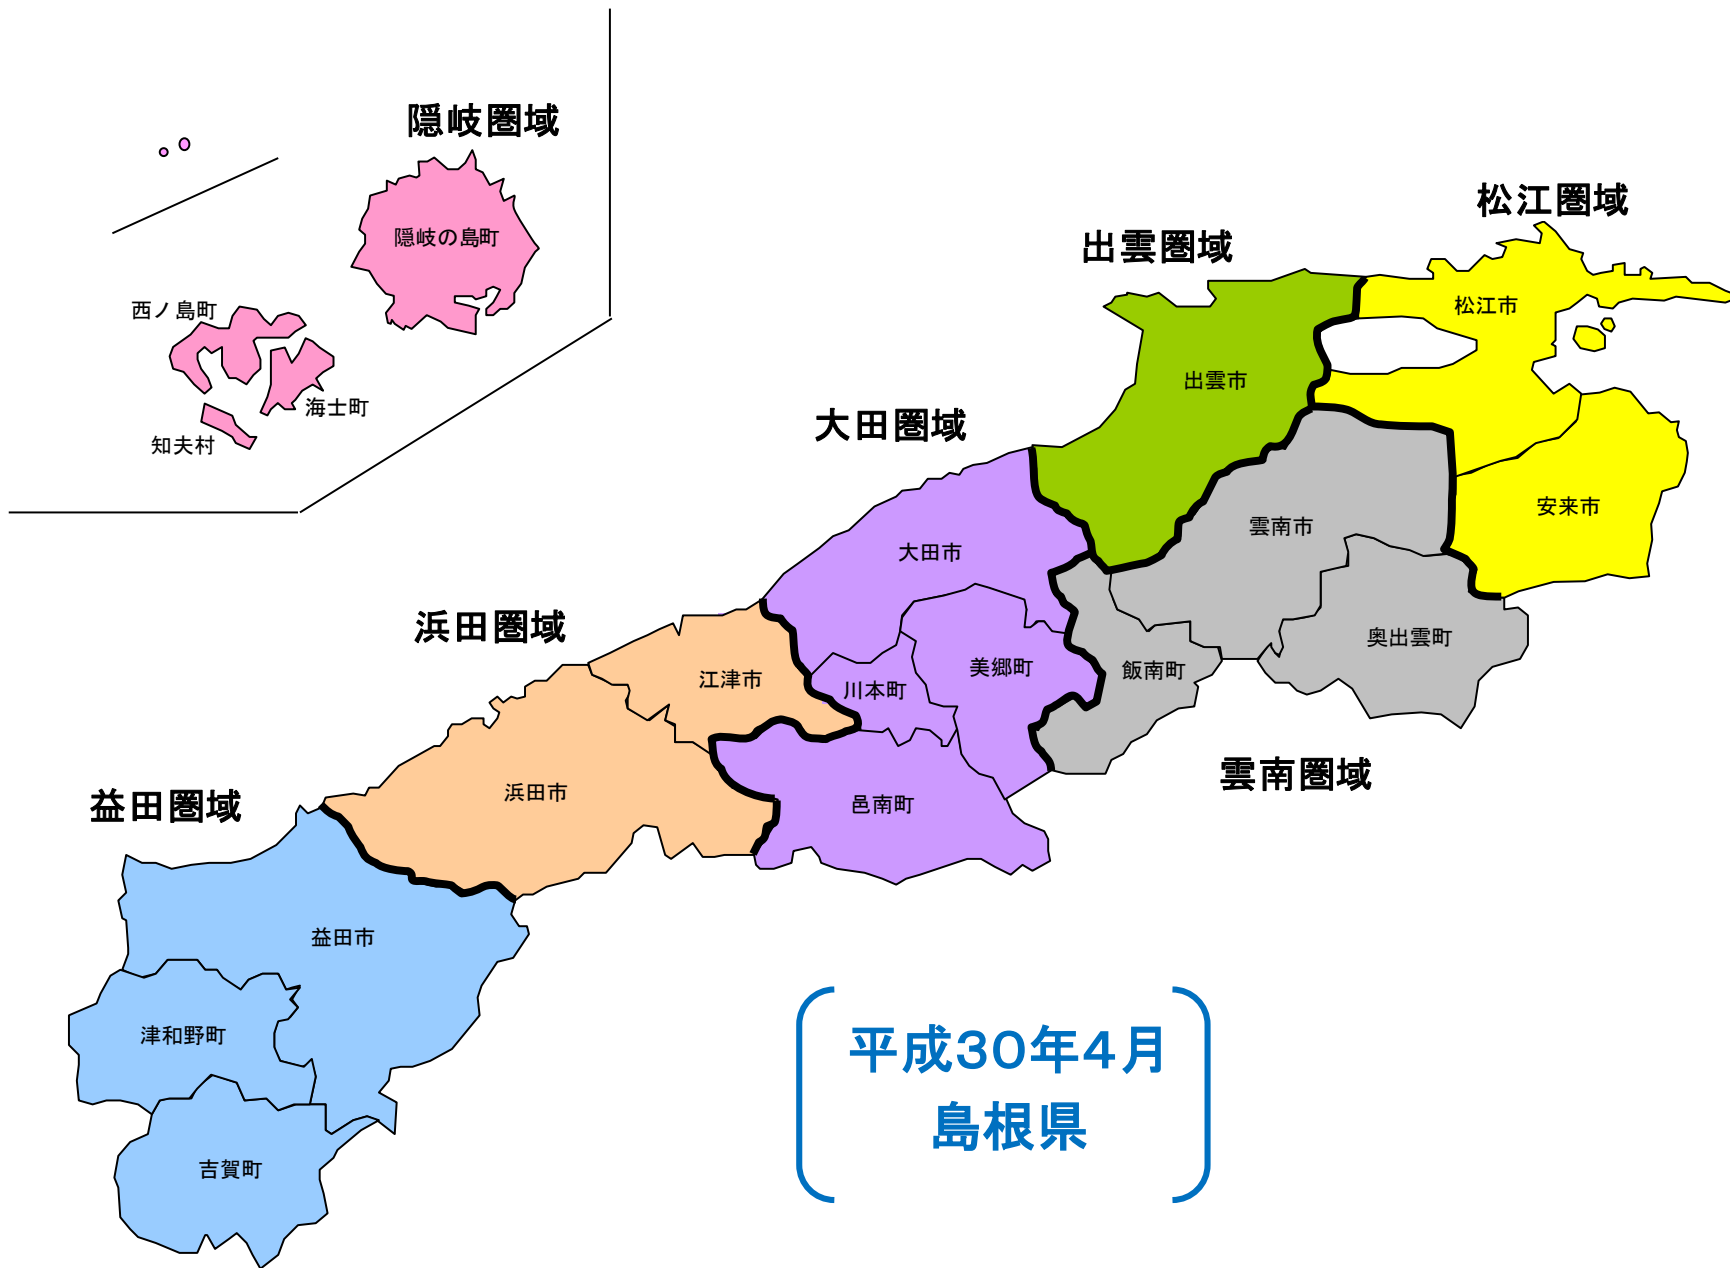 隠岐圏域
隠岐の島町
西ノ島町
海士町
知夫村
松江圏域
出雲圏域
松江市
出雲市
大田圏域
安来市
雲南市
大田市
浜田圏域
奥出雲町
美郷町
飯南町
江津市
川本町
雲南圏域
浜田市
邑南町
益田圏域
益田市
津和野町
吉賀町
平成30年4月
島根県